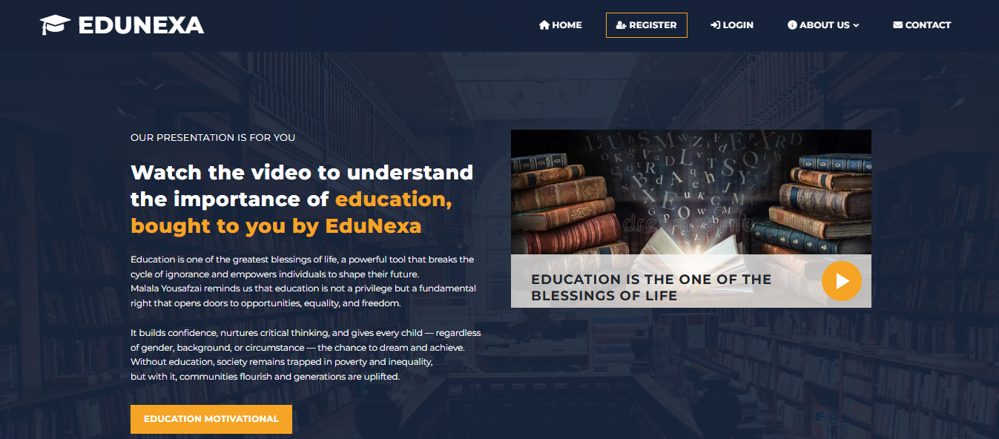 EDUNEXA
HOME
REGISTER
LOGIN
ABOUT US
CONTACT
OUR PRESENTATION IS FOR YOU
Watch the video to understand
the importance of education,
bought to you by EduNexa
Education is one of the greatest blessings of life, a powerful tool that breaks the
cycle of ignorance and empowers individuals to shape their future.
Malala Yousafzai reminds us that education is not a privilege but a fundamental
right that opens doors to opportunities, equality, and freedom.
It builds confidence, nurtures critical thinking, and gives every child — regardless
of gender, background, or circumstance — the chance to dream and achieve.
Without education, society remains trapped in poverty and inequality,
but with it, communities flourish and generations are uplifted.
EDUCATION MOTIVATIONAL
dreamstime
EDUCATION IS THE ONE OF THE
BLESSINGS OF LIFE